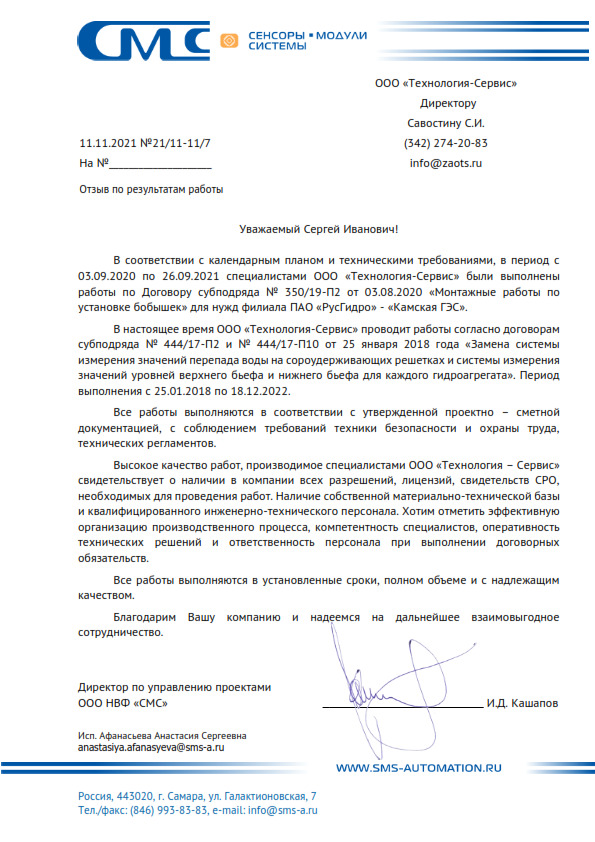 СМС
СЕНСОРЫ • МОДУЛИ
СИСТЕМЫ
ООО «Технология-Сервис»
Директору
Савостину С.И.
11.11.2021 №21/11-11/7
(342) 274-20-83
На №___________________
info@zaots.ru
Отзыв по результатам работы
Уважаемый Сергей Иванович!
В соответствии с календарным планом и техническими требованиями, в период с
03.09.2020 по 26.09.2021 специалистами ООО «Технология-Сервис» были выполнены
работы по Договору субподряда № 350/19-П2 от 03.08.2020 «Монтажные работы по
установке бобышек» для нужд филиала ПАО «РусГидро» - «Камская ГЭС».
В настоящее время ООО «Технология-Сервис» проводит работы согласно договорам
субподряда № 444/17-П2 и № 444/17-П10 от 25 января 2018 года «Замена системы
измерения значений перепада воды на сороудерживающих решетках и системы измерения
значений уровней верхнего бьефа и нижнего бьефа для каждого гидроагрегата». Период
выполнения с 25.01.2018 по 18.12.2022.
Все работы выполняются в соответствии с утвержденной проектно – сметной
документацией, с соблюдением требований техники безопасности и охраны труда,
технических регламентов.
Высокое качество работ, производимое специалистами ООО «Технология – Сервис»
свидетельствует о наличии в компании всех разрешений, лицензий, свидетельств СРО,
необходимых для проведения работ. Наличие собственной материально-технической базы
и квалифицированного инженерно-технического персонала. Хотим отметить эффективную
организацию производственного процесса, компетентность специалистов, оперативность
технических решений и ответственность персонала при выполнении договорных
обязательств.
Все работы выполняются в установленные сроки, полном объеме и с надлежащим
качеством.
Благодарим Вашу компанию и надеемся на дальнейшее взаимовыгодное
сотрудничество.
Директор по управлению проектами
ООО НВФ «СМС»
И.Д. Кашапов
Исп. Афанасьева Анастасия Сергеевна
anastasiya.afanasyeva@sms-a.ru
WWW.SMS-AUTOMATION.RU
Россия, 443020, г. Самара, ул. Галактионовская, 7
Тел./факс: (846) 993-83-83, e-mail: info@sms-a.ru